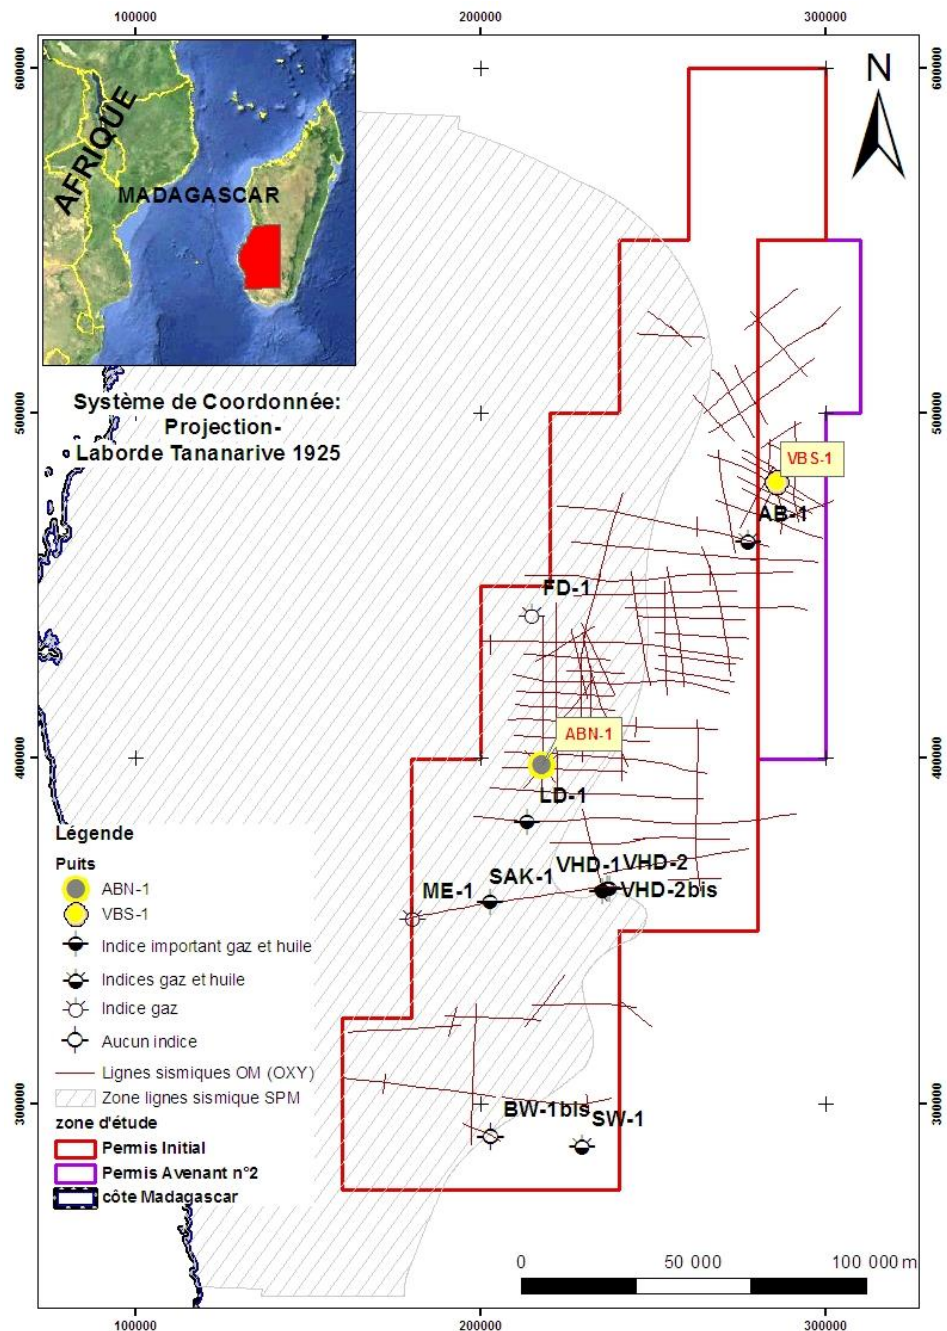 100000 200000 300000
600000 600000
N
AFRIQUE
MADAGASCAR
Système de Coordonnée:
Projection-
Laborde Tananarive 1925
500000 500000
VBS-1
AB-1
FD-1
ABN-1
400000 400000
LD-1
VHD-1 VHD-2
SAK-1
ME-1
VHD-2bis
Légende
Puits
ABN-1
VBS-1
Indice important gaz et huile
Indices gaz et huile
Indice gaz
Aucun indice
Lignes sismiques OM (OXY)
Zone lignes sismique SPM
zone d'étude
Permis Initial
Permis Avenant n°2
côte Madagascar
300000 300000
BW-1bis
SW-1
0 50 000 100 000 m
100000 200000 300000